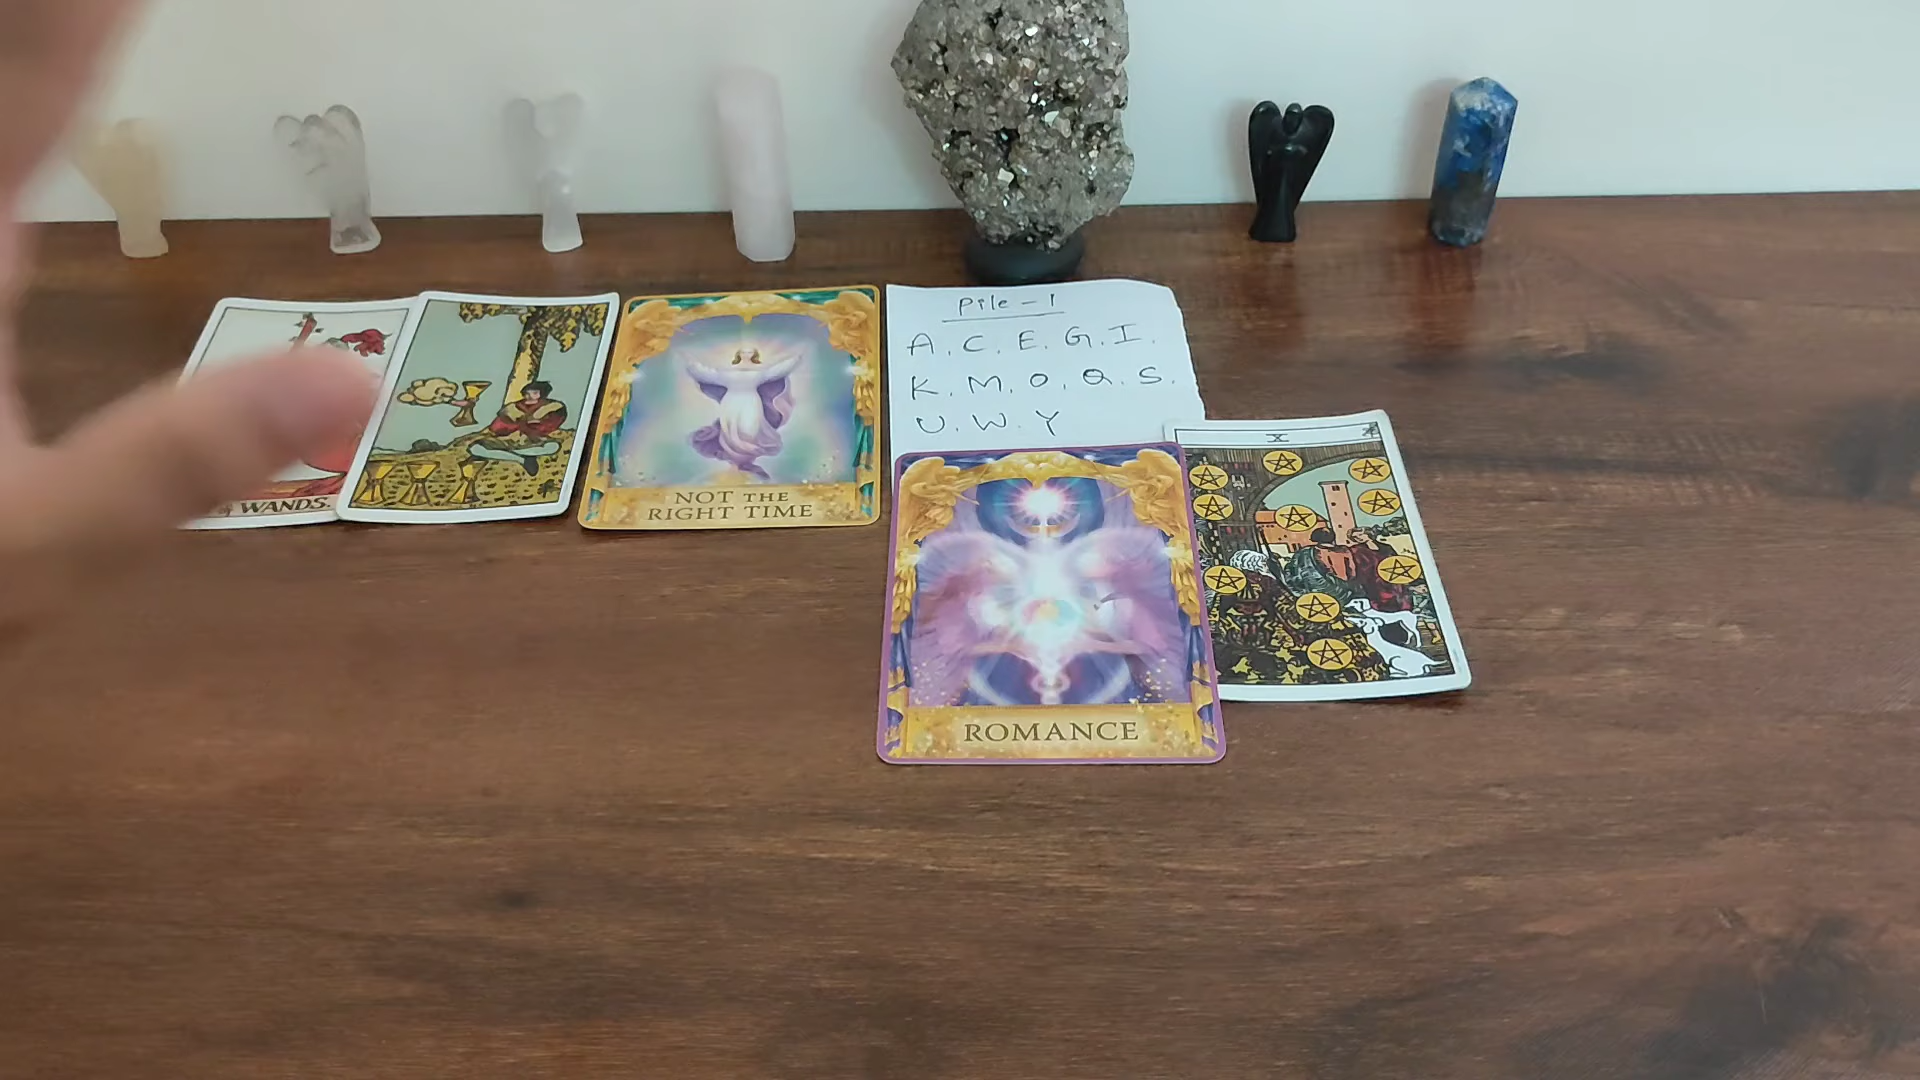 Pile - 1
A. C. E. G. I.
K. M. O. Q. S.
U. W. Y
WANDS.
NOT THE
RIGHT TIME
X
ROMANCE